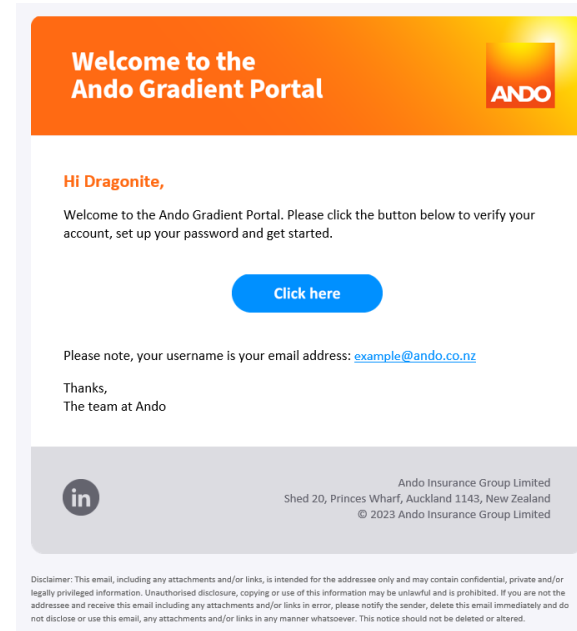 Welcome to the
Ando Gradient Portal
ANDO
Hi Dragonite,
Welcome to the Ando Gradient Portal. Please click the button below to verify your
account, set up your password and get started.
Click here
Please note, your username is your email address: example@ando.co.nz
Thanks,
The team at Ando
in
Ando Insurance Group Limited
Shed 20, Princes Wharf, Auckland 1143, New Zealand
© 2023 Ando Insurance Group Limited
Disclaimer: This email, including any attachments and/or links, is intended for the addressee only and may contain confidential, private and/or
legally privileged information. Unauthorised disclosure, copying or use of this information may be unlawful and is prohibited. If you are not the
addressee and receive this email including any attachments and/or links in error, please notify the sender, delete this email immediately and do
not disclose or use this email, any attachments and/or links in any manner whatsoever. This notice should not be deleted or altered.